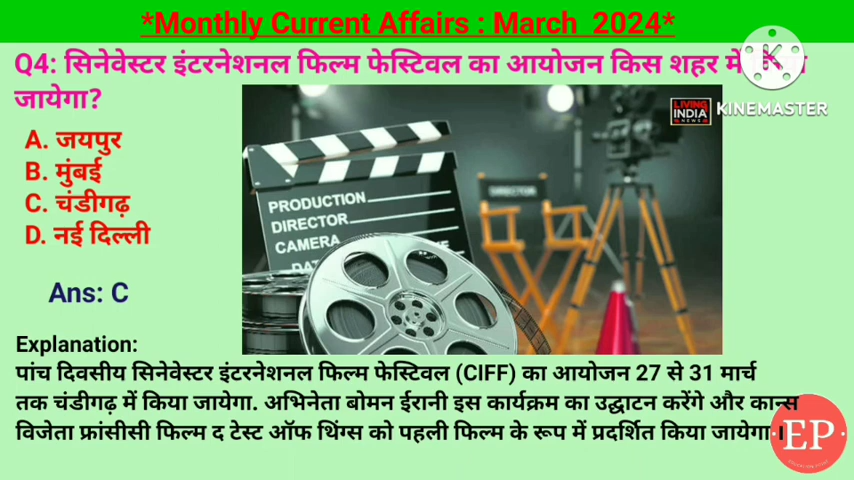 *Monthly Current Affairs : March 2024*
Q4: सिनेवेस्टर इंटरनेशनल फिल्म फेस्टिवल का आयोजन किस शहर में
जायेगा?
A. जयपुर
B. मुंबई
C. चंडीगढ़
D. नई दिल्ली
Ans: C
LIVING
INDIA
NEWS
KINEMASTER
PRODUCTION
DIRECTOR
CAMERA
DIRECTOR
Explanation:
पांच दिवसीय सिनेवेस्टर इंटरनेशनल फिल्म फेस्टिवल (CIFF) का आयोजन 27 से 31 मार्च
तक चंडीगढ़ में किया जायेगा. अभिनेता बोमन ईरानी इस कार्यक्रम का उद्घाटन करेंगे और कान्स
विजेता फ्रांसीसी फिल्म द टेस्ट ऑफ थिंग्स को पहली फिल्म के रूप में प्रदर्शित किया जायेगा ।
EP